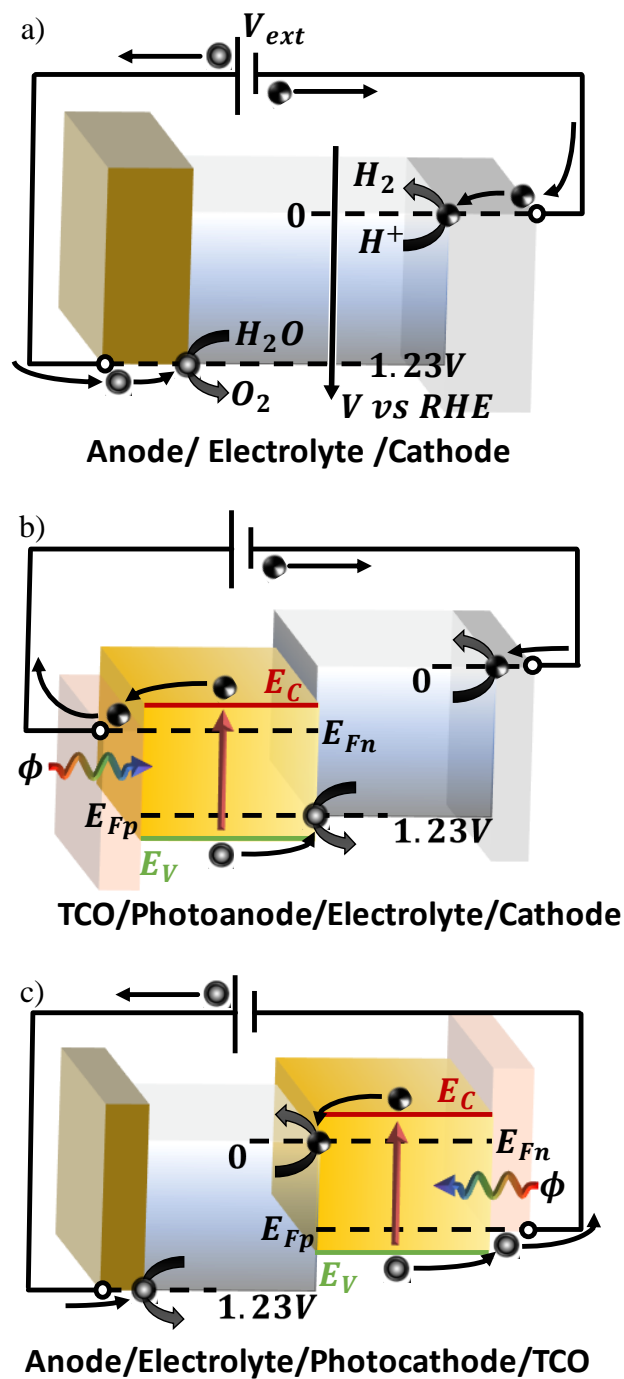 a)
V_ext
H_2
0
H^+
H_2O
1.23V
O_2
V vs RHE
Anode/ Electrolyte /Cathode
b)
0
E_C
E_Fn
ϕ
E_Fp
1.23V
E_V
TCO/Photoanode/Electrolyte/Cathode
c)
E_C
0
E_Fn
ϕ
E_Fp
E_V
1.23V
Anode/Electrolyte/Photocathode/TCO